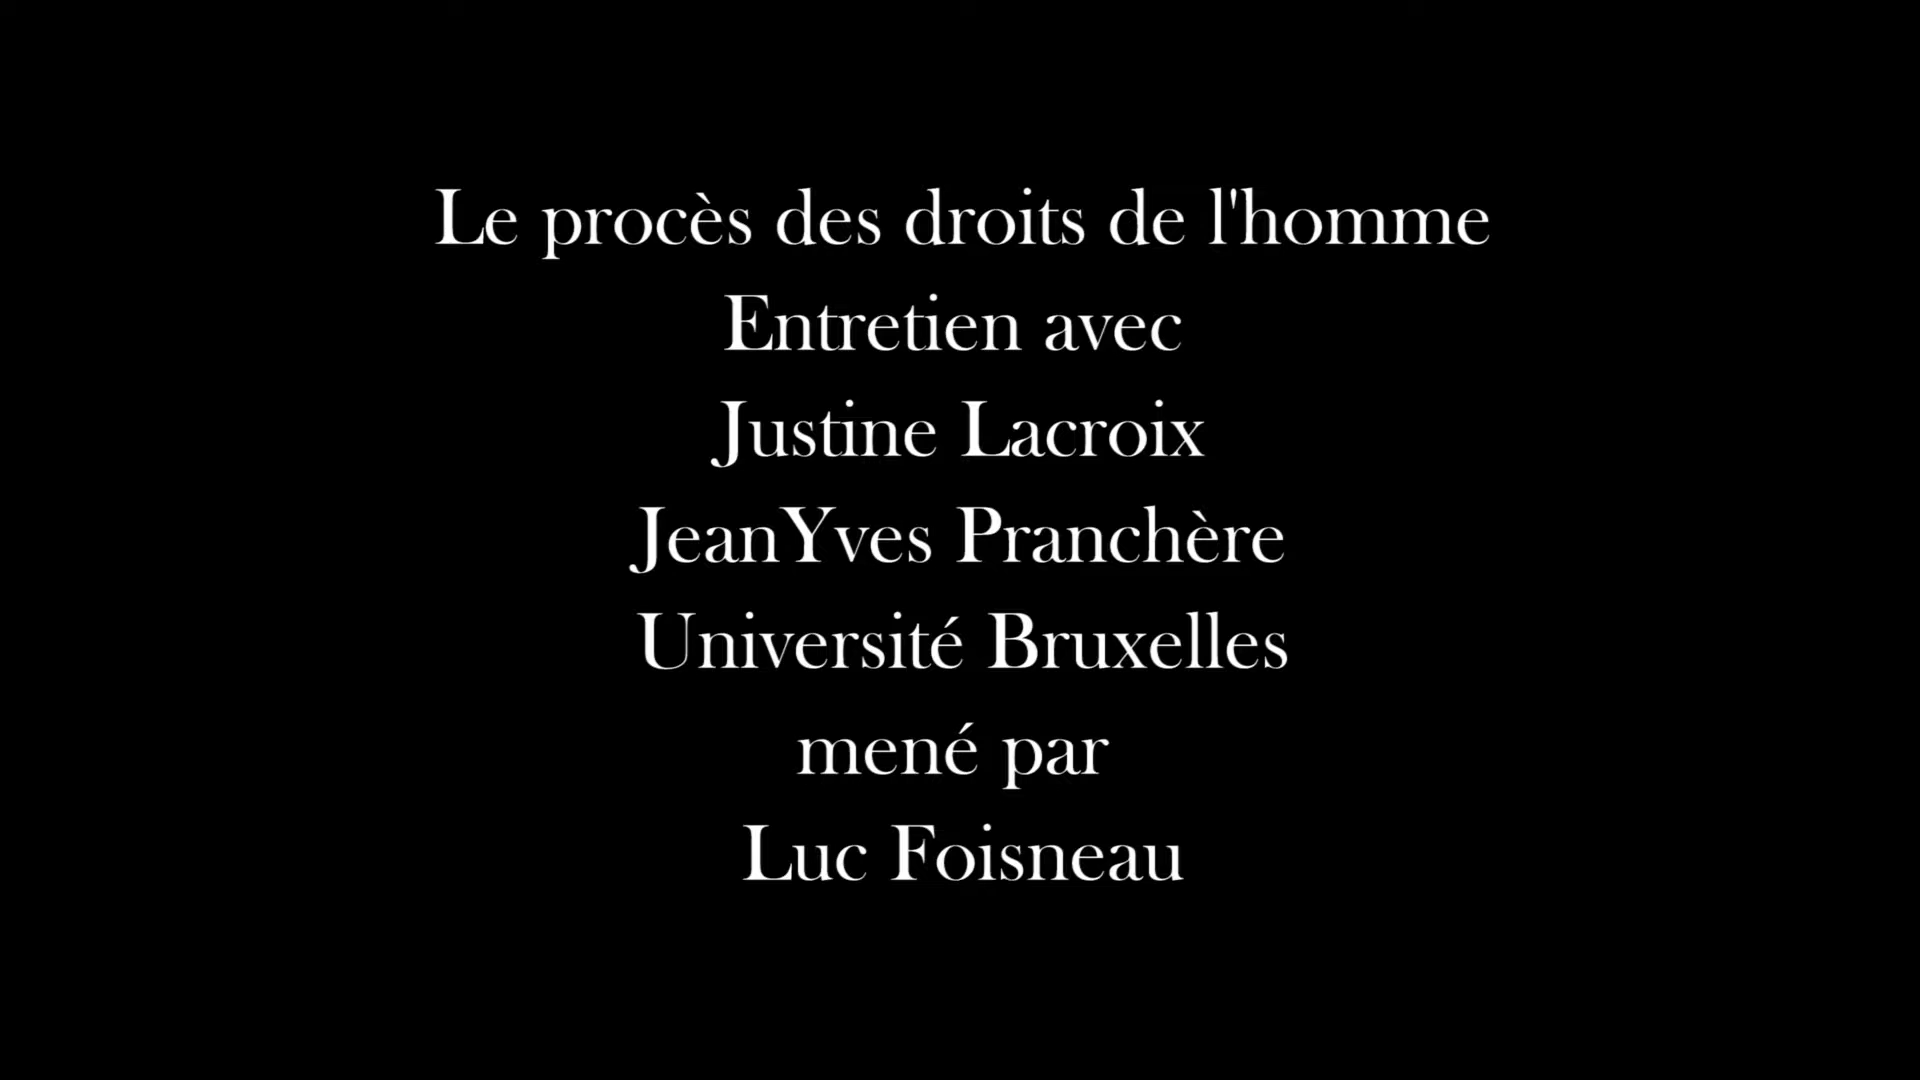 Le procès des droits de l'homme
Entretien avec
Justine Lacroix
JeanYves Pranchère
Université Bruxelles
mené par
Luc Foisneau